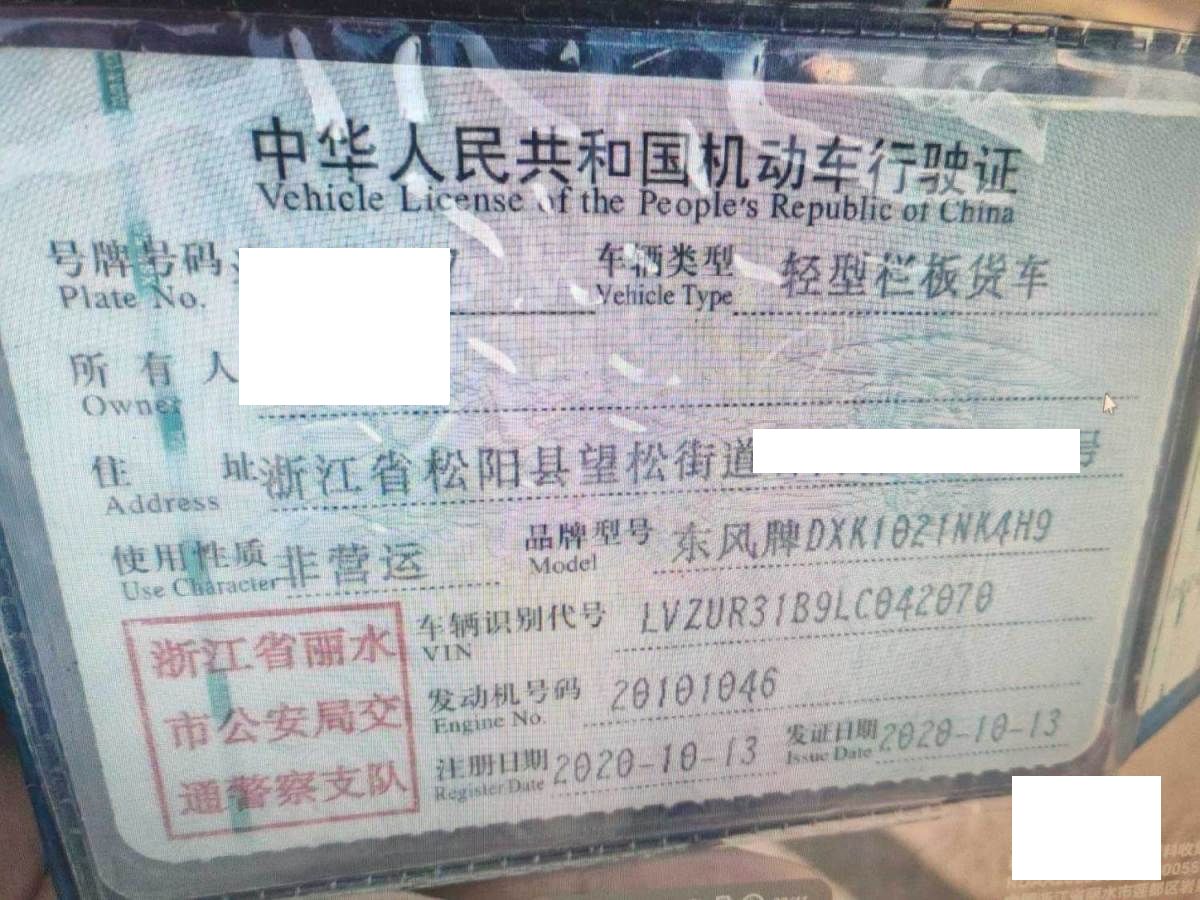 中华人民共和国机动车行驶证
Vehicle License of the People's Republic of China
号牌号码 车辆类型 轻型栏板货车
Plate No. Vehicle Type
所有人
Owner
住址 浙江省松阳县望松街道 号
Address
使用性质 非营运 品牌型号 东风牌DXK1021NK4H9
Use Character Model
车辆识别代号 LVZUR31B9LC042070
VIN
发动机号码 20101046
Engine No.
注册日期 2020-10-13 发证日期 2020-10-13
Register Date Issue Date
浙江省丽水
市公安局交
通警察支队